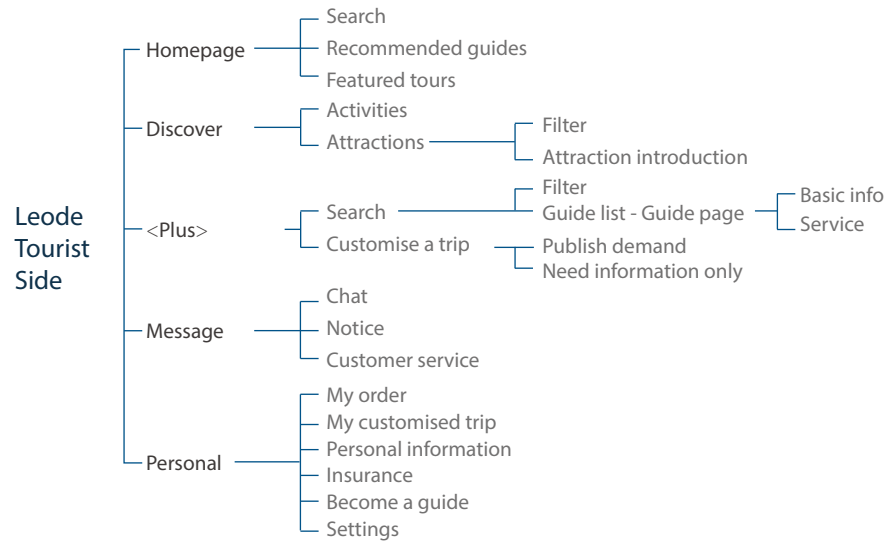 Leode
Tourist
Side
Homepage
Search
Recommended guides
Featured tours
Discover
Activities
Attractions
Filter
Attraction introduction
<Plus>
Search
Filter
Guide list - Guide page
Basic info
Service
Customise a trip
Publish demand
Need information only
Message
Chat
Notice
Customer service
Personal
My order
My customised trip
Personal information
Insurance
Become a guide
Settings